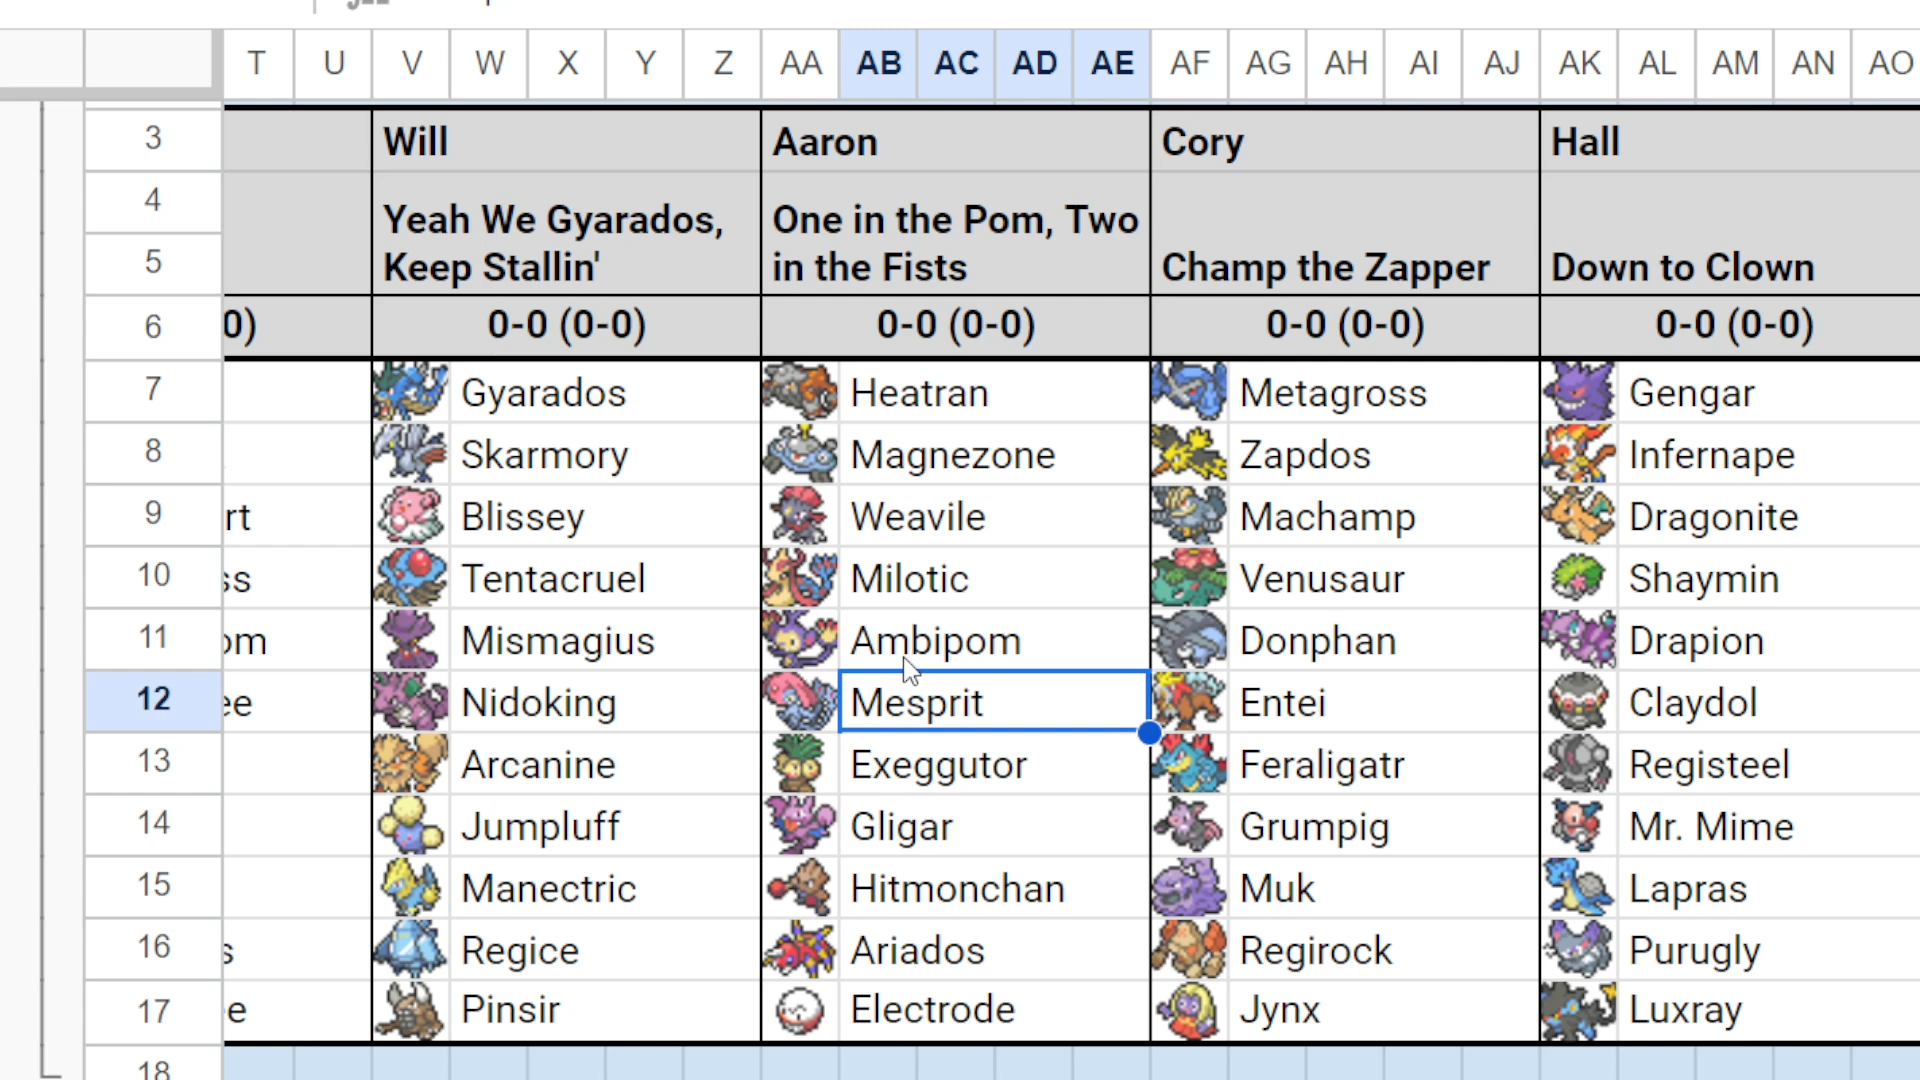 T U V W X Y Z AA AB AC AD AE AF AG AH AI AJ AK AL AM AN AO
3 Will Aaron Cory Hall
4 Yeah We Gyarados, One in the Pom, Two
5 Keep Stallin' in the Fists Champ the Zapper Down to Clown
6 0) 0-0 (0-0) 0-0 (0-0) 0-0 (0-0) 0-0 (0-0)
7 Gyarados Heatran Metagross Gengar
8 Skarmory Magnezone Zapdos Infernape
9 rt Blissey Weavile Machamp Dragonite
10 ss Tentacruel Milotic Venusaur Shaymin
11 om Mismagius Ambipom Donphan Drapion
12 ee Nidoking Mesprit Entei Claydol
13 Arcanine Exeggutor Feraligatr Registeel
14 Jumpluff Gligar Grumpig Mr. Mime
15 Manectric Hitmonchan Muk Lapras
16 s Regice Ariados Regirock Purugly
17 e Pinsir Electrode Jynx Luxray
18